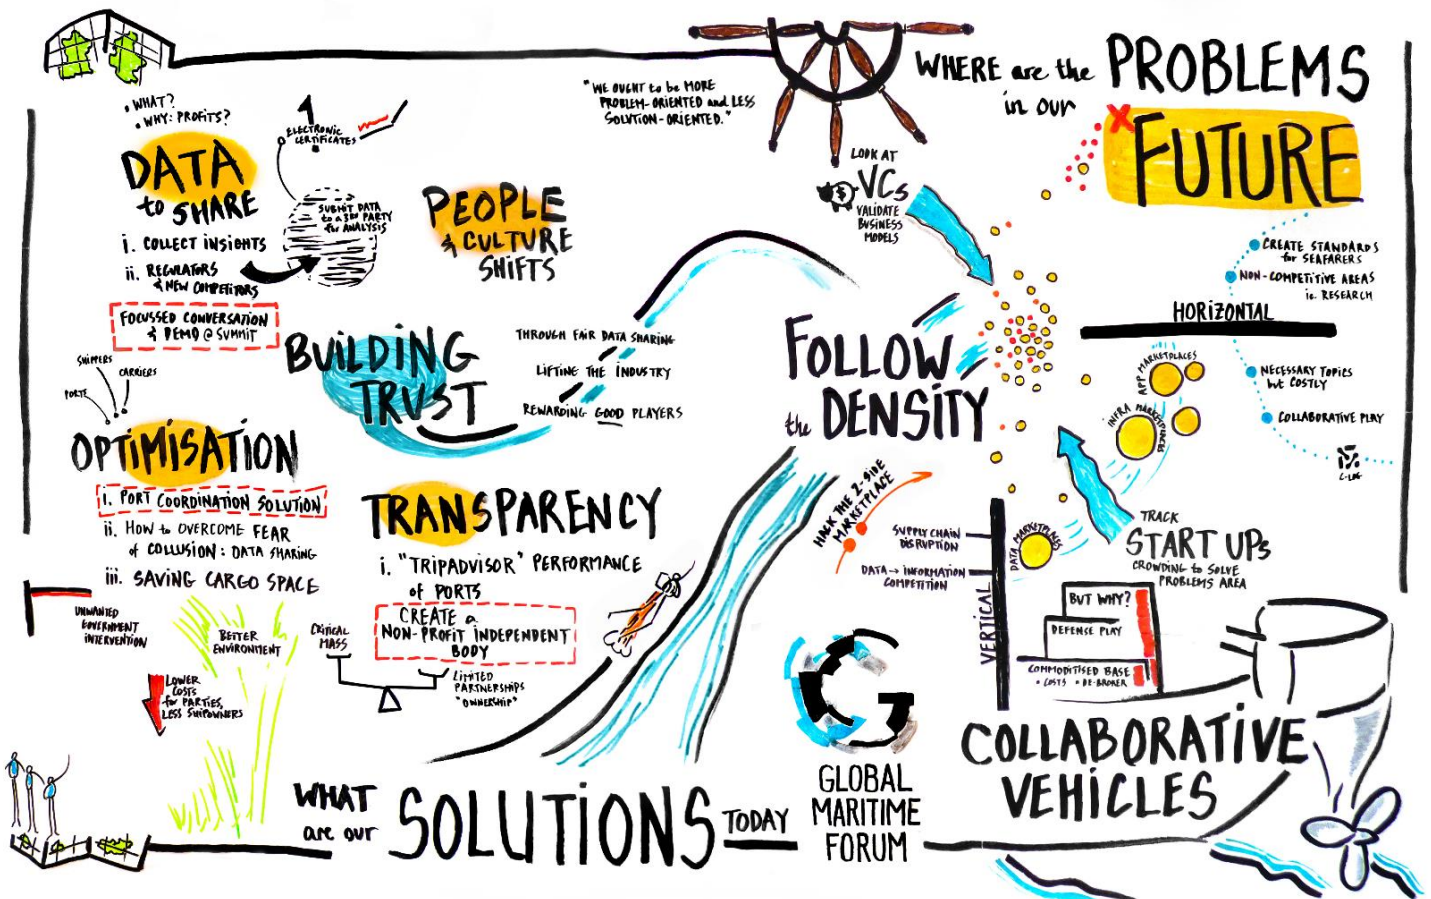 WHERE are the PROBLEMS
in our
FUTURE
"WE OUGHT to be MORE
PROBLEM-ORIENTED and LESS
SOLUTION-ORIENTED."
• WHAT?
• WHY: PROFITS?
ELECTRONIC
CERTIFICATES
DATA
to SHARE
SUBMIT DATA
to a 3RD PARTY
for ANALYSIS
i. COLLECT INSIGHTS
ii. REGULATORS
& NEW COMPETITORS
FOCUSSED CONVERSATION
& DEMO @ SUMMIT
PEOPLE
& CULTURE
SHIFTS
BUILDING
TRUST
THROUGH FAIR DATA SHARING
LIFTING THE INDUSTRY
REWARDING GOOD PLAYERS
SHIPPERS
CARRIERS
PORTS
OPTIMISATION
i. PORT COORDINATION SOLUTION
ii. HOW to OVERCOME FEAR
of COLLUSION: DATA SHARING
iii. SAVING CARGO SPACE
UNWANTED
GOVERNMENT
INTERVENTION
BETTER
ENVIRONMENT
LOWER
COSTS
for PARTIES,
LESS SHIPOWNERS
TRANSPARENCY
i. "TRIPADVISOR" PERFORMANCE
of PORTS
CREATE a
NON-PROFIT INDEPENDENT
BODY
CRITICAL
MASS
LIMITED
PARTNERSHIPS
"OWNERSHIP"
WHAT
are our
SOLUTIONS TODAY
GLOBAL
MARITIME
FORUM
LOOK AT
VCs
VALIDATE
BUSINESS
MODELS
FOLLOW
the DENSITY
HACK THE 2-SIDE
MARKETPLACE
CREATE STANDARDS
for SEAFARERS
NON-COMPETITIVE AREAS
ie. RESEARCH
HORIZONTAL
NECESSARY TOPICS
but COSTLY
COLLABORATIVE PLAY
C-LOG
APP MARKETPLACES
INFRA MARKETPLACES
DATA MARKETPLACES
SUPPLY CHAIN
DISRUPTION
DATA → INFORMATION
COMPETITION
VERTICAL
TRACK
START UPs
CROWDING to SOLVE
PROBLEMS AREA
BUT WHY?
DEFENSE PLAY
COMMODITISED BASE
• COSTS • DE-BROKER
COLLABORATIVE
VEHICLES